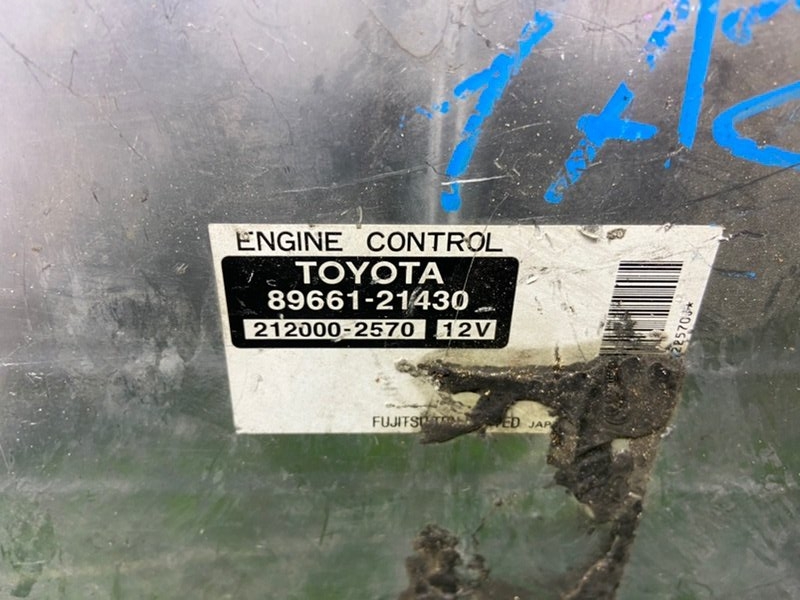 ENGINE CONTROL
TOYOTA
89661-21430
212000-2570 12V